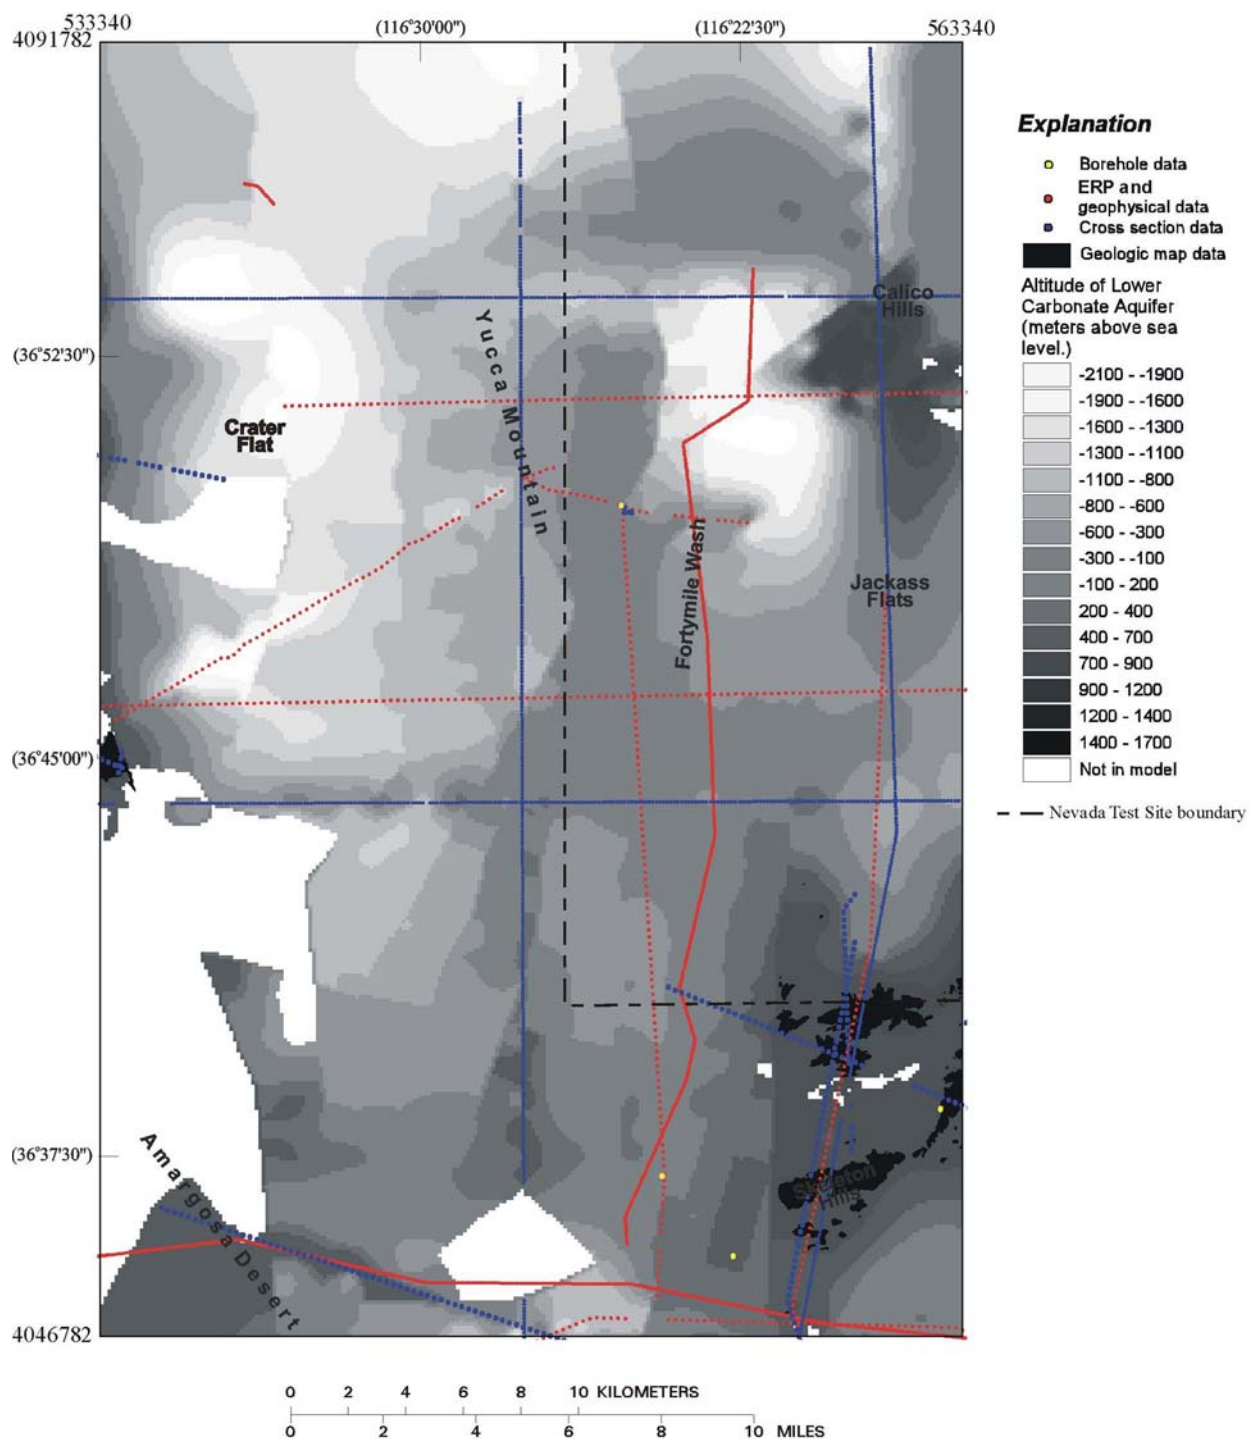 533340
(116°30'00")
(116°22'30")
563340
4091782
(36°52'30")
(36°45'00")
(36°37'30")
4046782
Calico
Hills
Yucca Mountain
Crater
Flat
Fortymile Wash
Jackass
Flats
Skeleton
Hills
Amargosa Desert
Explanation
Borehole data
ERP and
geophysical data
Cross section data
Geologic map data
Altitude of Lower
Carbonate Aquifer
(meters above sea
level.)
-2100 - -1900
-1900 - -1600
-1600 - -1300
-1300 - -1100
-1100 - -800
-800 - -600
-600 - -300
-300 - -100
-100 - 200
200 - 400
400 - 700
700 - 900
900 - 1200
1200 - 1400
1400 - 1700
Not in model
Nevada Test Site boundary
0 2 4 6 8 10 KILOMETERS
0 2 4 6 8 10 MILES